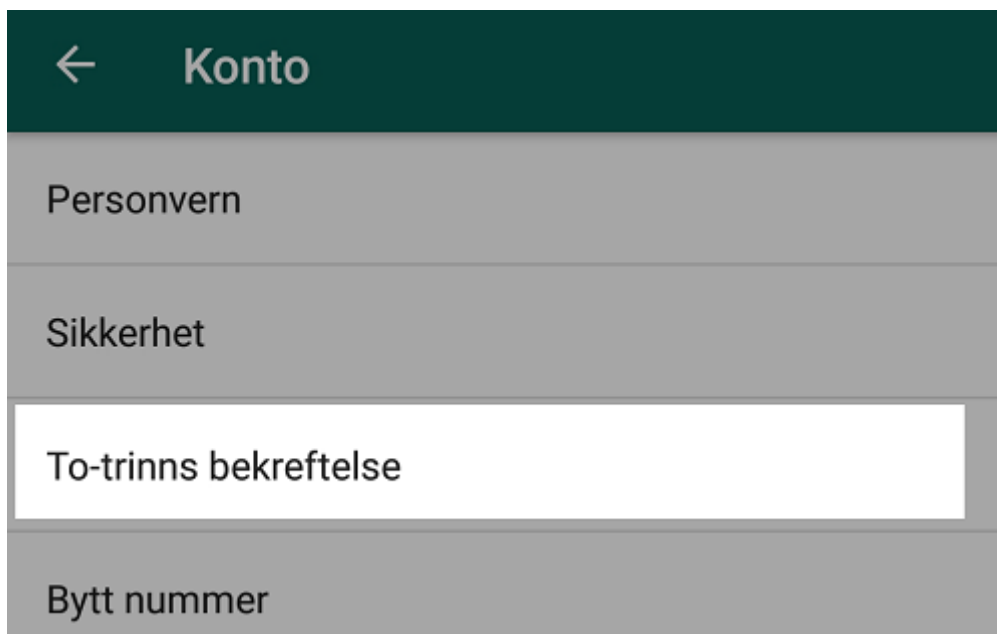 Konto
Personvern
Sikkerhet
To-trinns bekreftelse
Bytt nummer